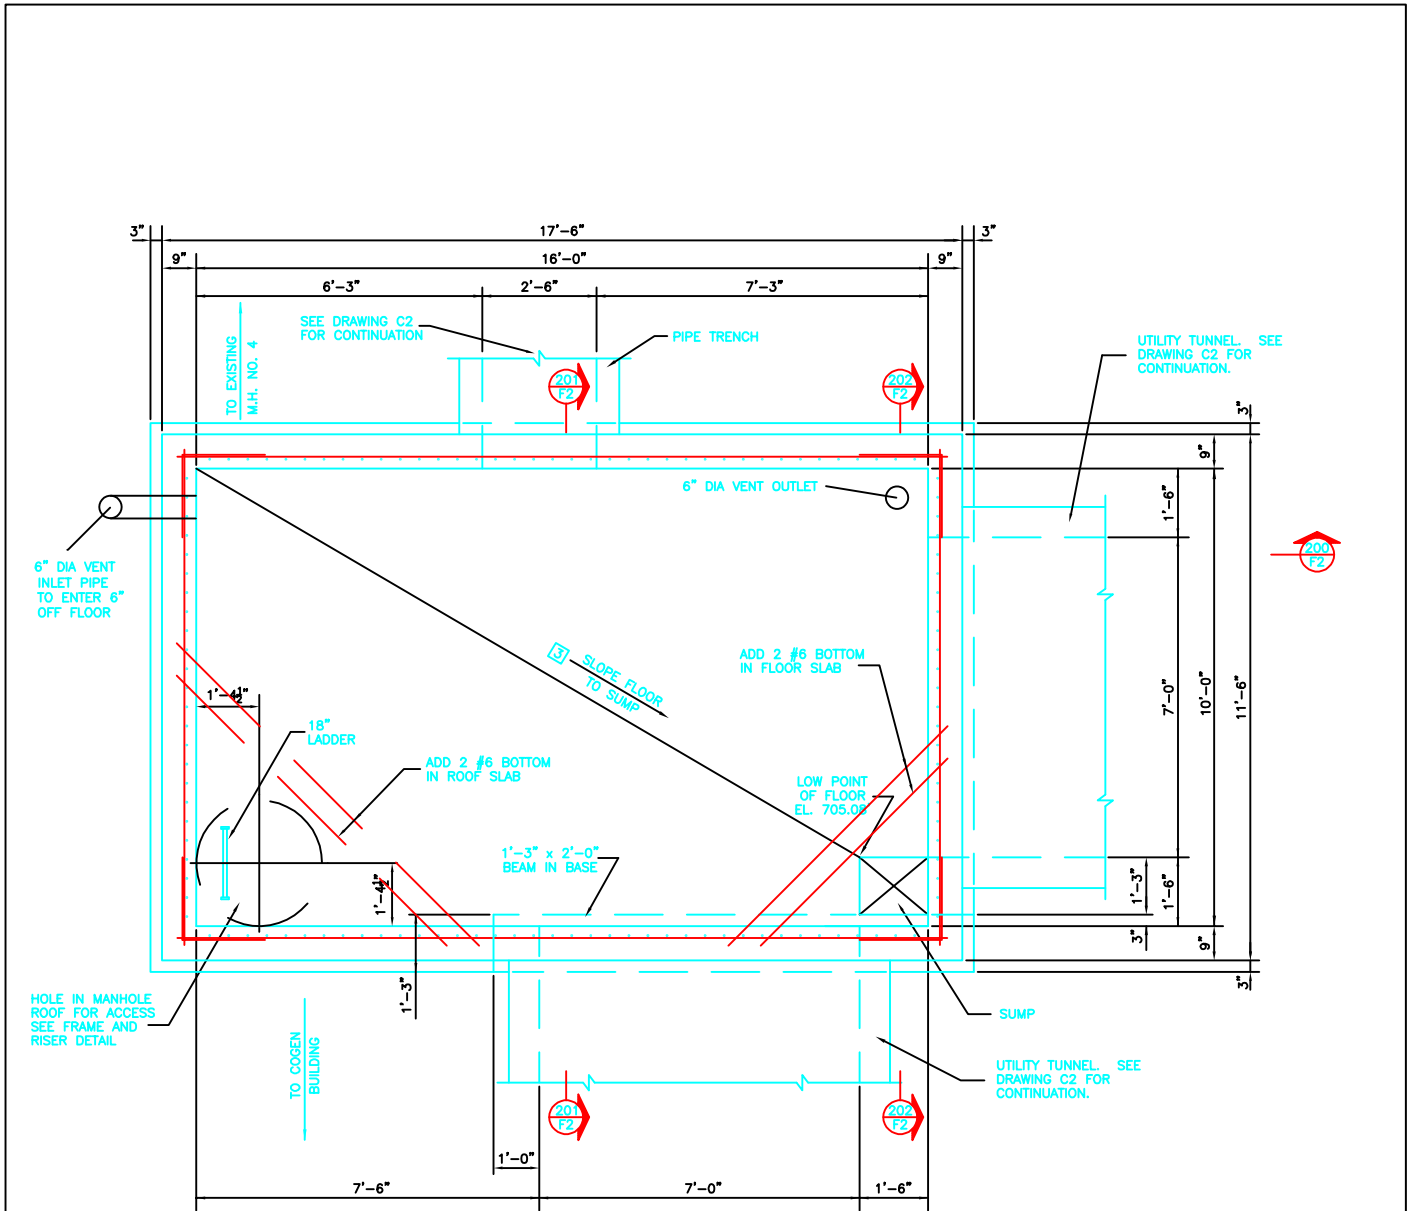 3"
17'-6"
3"
9"
16'-0"
9"
6'-3"
2'-6"
7'-3"
TO EXISTING
M.H. NO. 4
SEE DRAWING C2
FOR CONTINUATION
PIPE TRENCH
UTILITY TUNNEL. SEE
DRAWING C2 FOR
CONTINUATION.
201
F2
202
F2
3"
9"
6" DIA VENT OUTLET
1'-6"
200
F2
6" DIA VENT
INLET PIPE
TO ENTER 6"
OFF FLOOR
3
SLOPE FLOOR
TO SUMP
ADD 2 #6 BOTTOM
IN FLOOR SLAB
7'-0"
10'-0"
11'-6"
1'-4½"
18"
LADDER
ADD 2 #6 BOTTOM
IN ROOF SLAB
LOW POINT
OF FLOOR
EL. 705.08
1'-3" x 2'-0"
BEAM IN BASE
1'-4½"
1'-3"
1'-6"
3"
9"
3"
1'-3"
HOLE IN MANHOLE
ROOF FOR ACCESS
SEE FRAME AND
RISER DETAIL
SUMP
TO COGEN
BUILDING
UTILITY TUNNEL. SEE
DRAWING C2 FOR
CONTINUATION.
201
F2
202
F2
1'-0"
7'-6"
7'-0"
1'-6"